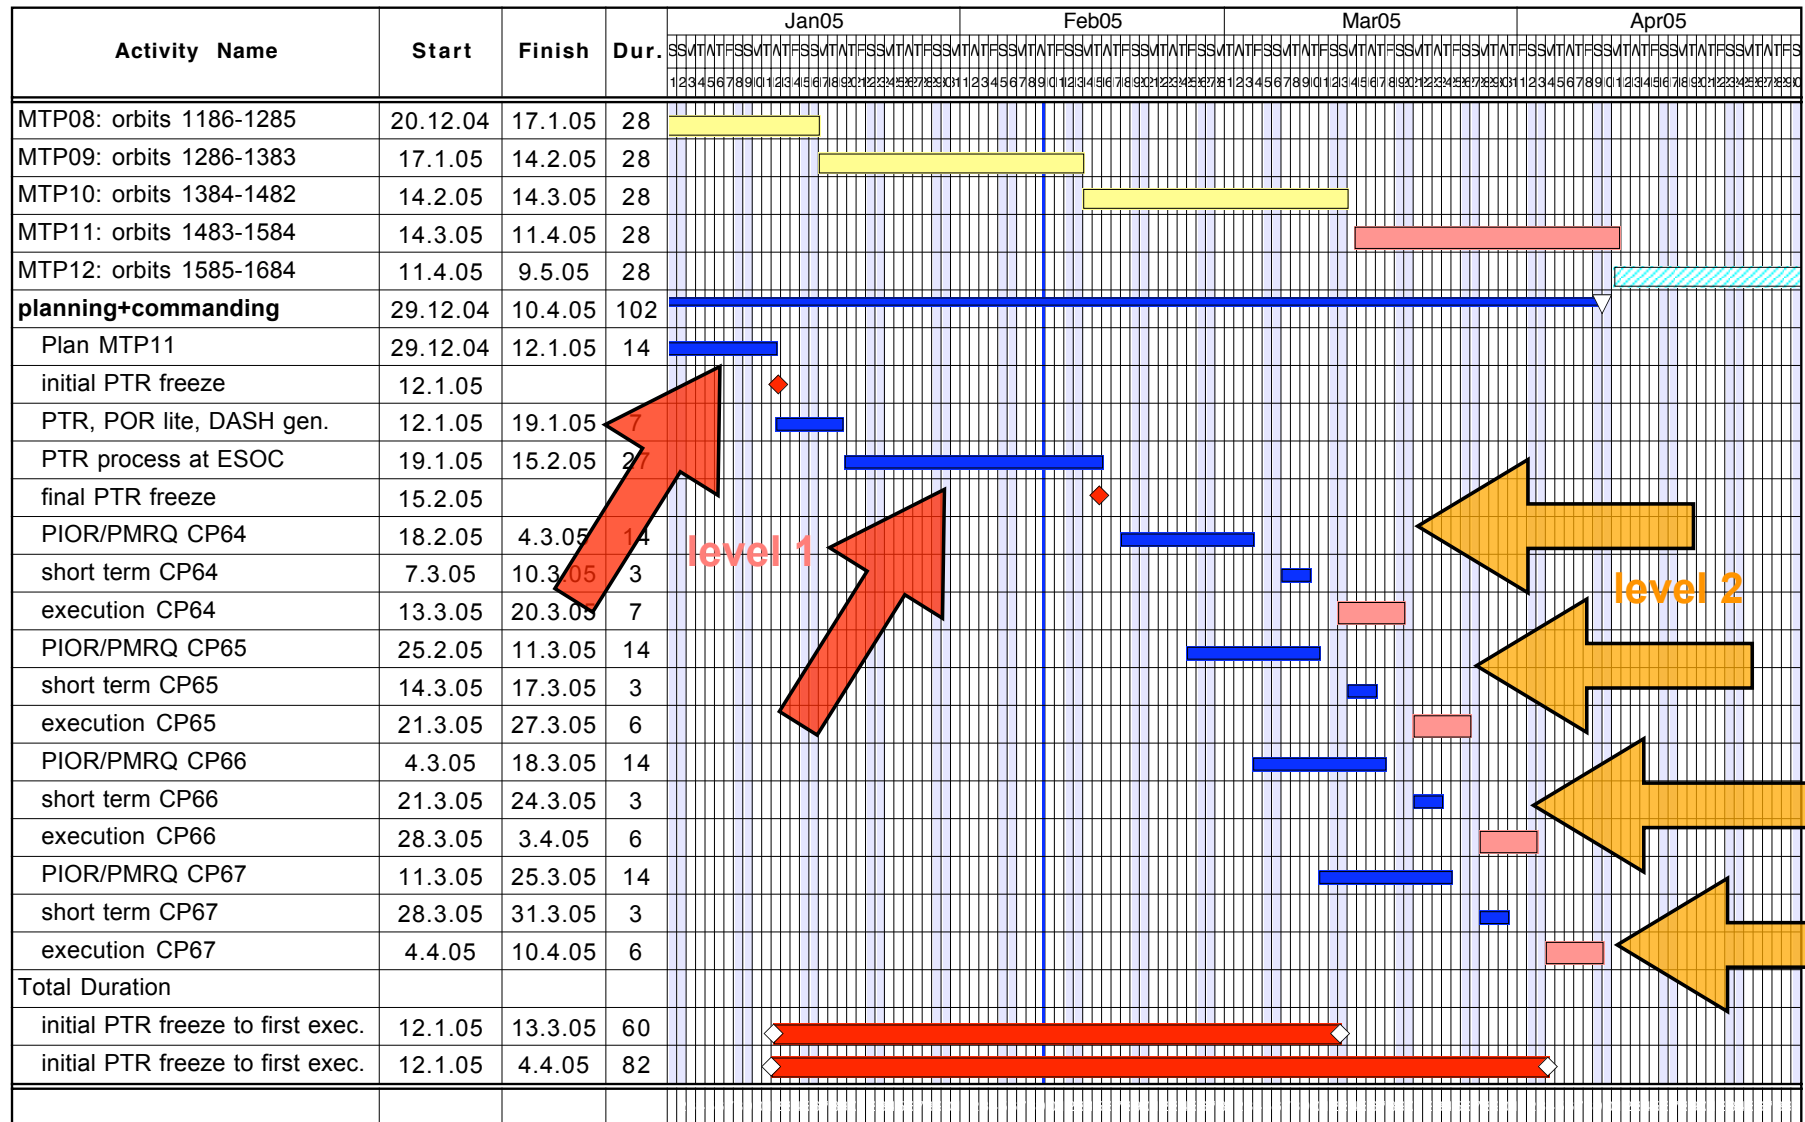 Jan05 Feb05 Mar05 Apr05
Activity Name Start Finish Dur.
MTP08: orbits 1186-1285 20.12.04 17.1.05 28
MTP09: orbits 1286-1383 17.1.05 14.2.05 28
MTP10: orbits 1384-1482 14.2.05 14.3.05 28
MTP11: orbits 1483-1584 14.3.05 11.4.05 28
MTP12: orbits 1585-1684 11.4.05 9.5.05 28
planning+commanding 29.12.04 10.4.05 102
Plan MTP11 29.12.04 12.1.05 14
initial PTR freeze 12.1.05
PTR, POR lite, DASH gen. 12.1.05 19.1.05 7
PTR process at ESOC 19.1.05 15.2.05 27
final PTR freeze 15.2.05
PIOR/PMRQ CP64 18.2.05 4.3.05 14
level 1
short term CP64 7.3.05 10.3.05 3
level 2
execution CP64 13.3.05 20.3.05 7
PIOR/PMRQ CP65 25.2.05 11.3.05 14
short term CP65 14.3.05 17.3.05 3
execution CP65 21.3.05 27.3.05 6
PIOR/PMRQ CP66 4.3.05 18.3.05 14
short term CP66 21.3.05 24.3.05 3
execution CP66 28.3.05 3.4.05 6
PIOR/PMRQ CP67 11.3.05 25.3.05 14
short term CP67 28.3.05 31.3.05 3
execution CP67 4.4.05 10.4.05 6
Total Duration
initial PTR freeze to first exec. 12.1.05 13.3.05 60
initial PTR freeze to first exec. 12.1.05 4.4.05 82